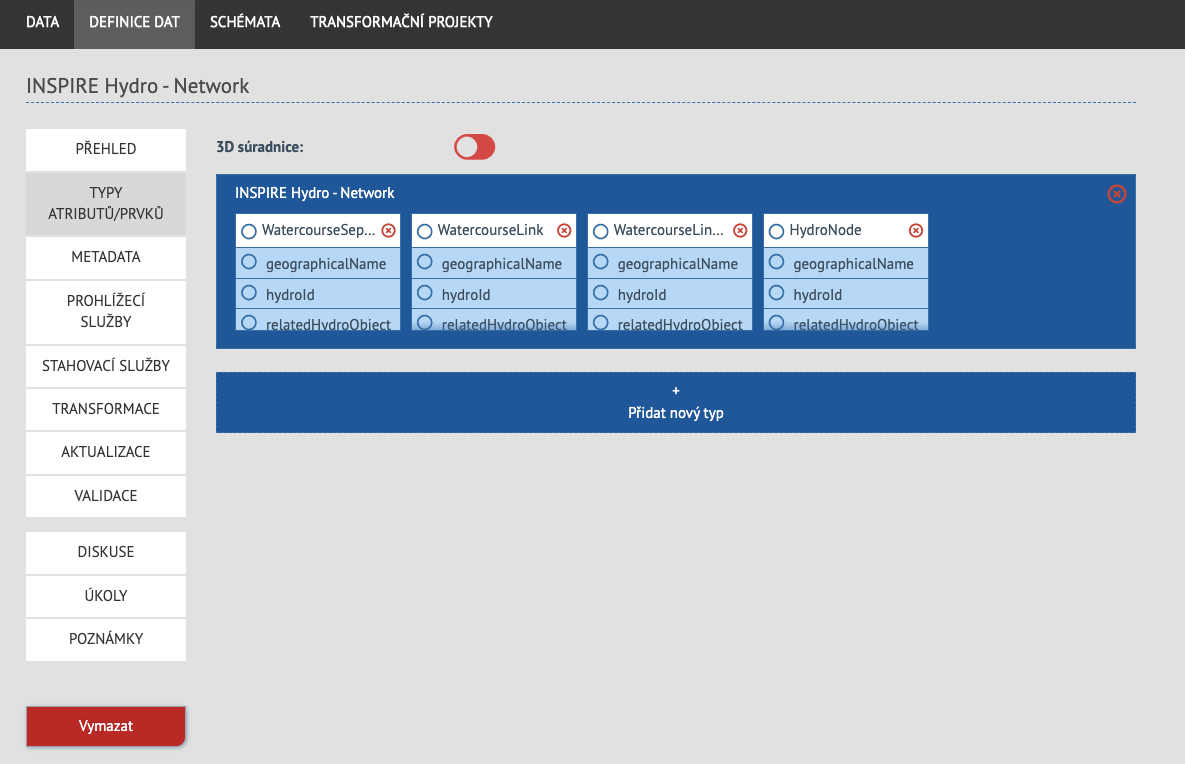 DATA DEFINICE DAT SCHÉMATA TRANSFORMAČNÍ PROJEKTY
INSPIRE Hydro - Network
PŘEHLED
TYPY
ATRIBUTŮ/PRVKŮ
METADATA
PROHLÍŽECÍ
SLUŽBY
STAHOVACÍ SLUŽBY
TRANSFORMACE
AKTUALIZACE
VALIDACE
DISKUSE
ÚKOLY
POZNÁMKY
Vymazat
3D súradnice:
INSPIRE Hydro - Network
WatercourseSep... WatercourseLink WatercourseLin... HydroNode
geographicalName geographicalName geographicalName geographicalName
hydroId hydroId hydroId hydroId
relatedHydroObject relatedHydroObject relatedHydroObject relatedHydroObject
+
Přidat nový typ